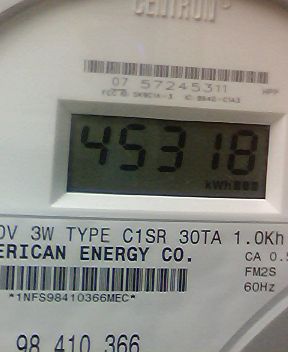 CENTRON®
07 57245311
45318
kWh
0V 3W TYPE C1SR 30TA 1.0Kh
ERICAN ENERGY CO.
CA 0.5
FM2S
60Hz
*1NFS98410366MEC*
98 410 366